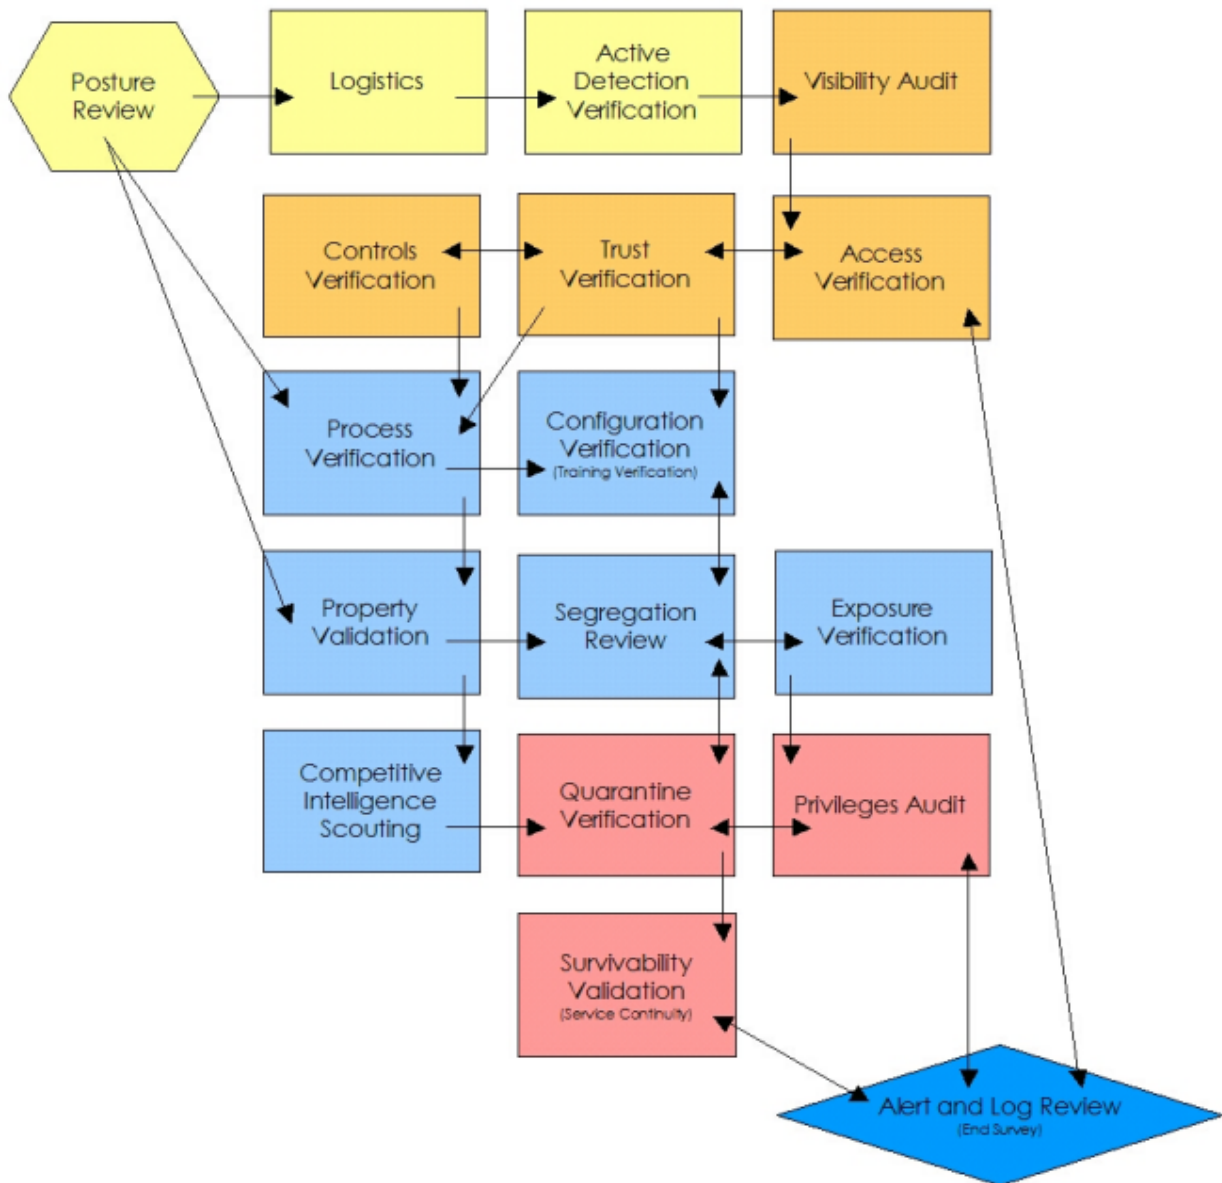 Posture
Review
Logistics
Active
Detection
Verification
Visibility Audit
Controls
Verification
Trust
Verification
Access
Verification
Process
Verification
Configuration
Verification
(Training Verification)
Property
Validation
Segregation
Review
Exposure
Verification
Competitive
Intelligence
Scouting
Quarantine
Verification
Privileges Audit
Survivability
Validation
(Service Continuity)
Alert and Log Review
(End Survey)